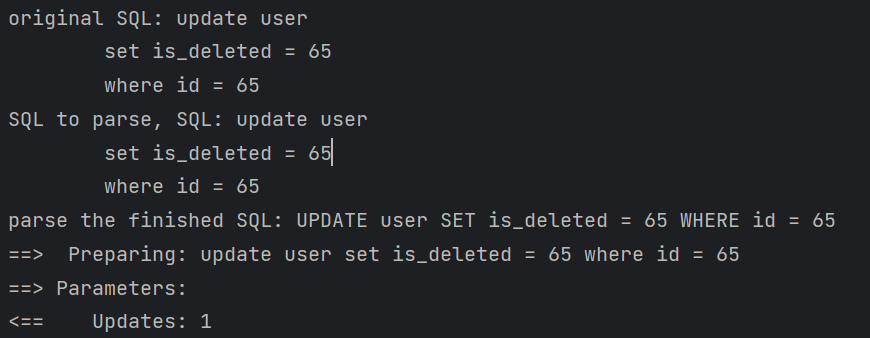 original SQL: update user
        set is_deleted = 65
        where id = 65
SQL to parse, SQL: update user
        set is_deleted = 65
        where id = 65
parse the finished SQL: UPDATE user SET is_deleted = 65 WHERE id = 65
==>  Preparing: update user set is_deleted = 65 where id = 65
==> Parameters:
<==    Updates: 1